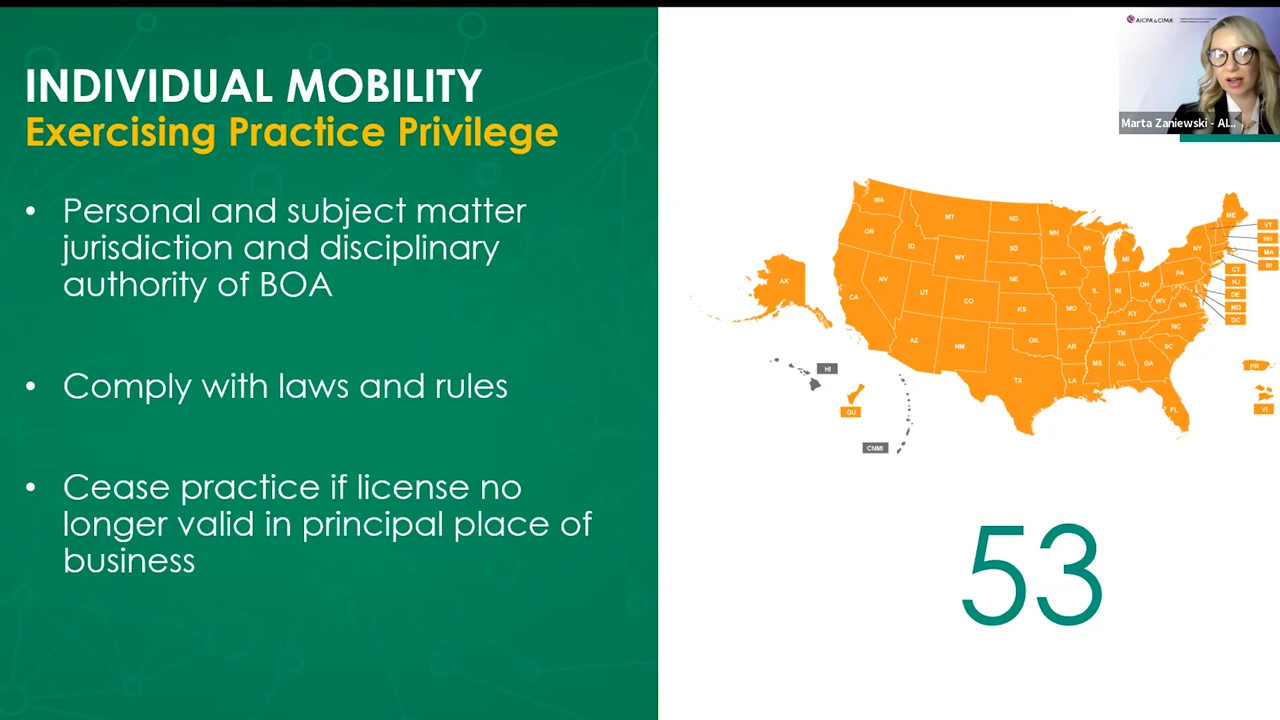 INDIVIDUAL MOBILITY
Exercising Practice Privilege
• Personal and subject matter
jurisdiction and disciplinary
authority of BOA
• Comply with laws and rules
• Cease practice if license no
longer valid in principal place of
business
AICPA & CIMA
Marta Zaniewski - AI...
WA
MT
ND
MN
ME
VT
NH
MA
RI
OR
ID
SD
WI
MI
NY
CT
NJ
DE
MD
DC
WY
IA
PA
AK
NV
UT
NE
IL
IN
OH
CA
CO
KS
MO
KY
WV
VA
AZ
NM
OK
AR
TN
NC
SC
MS
AL
GA
TX
LA
FL
HI
GU
CNMI
PR
VI
53